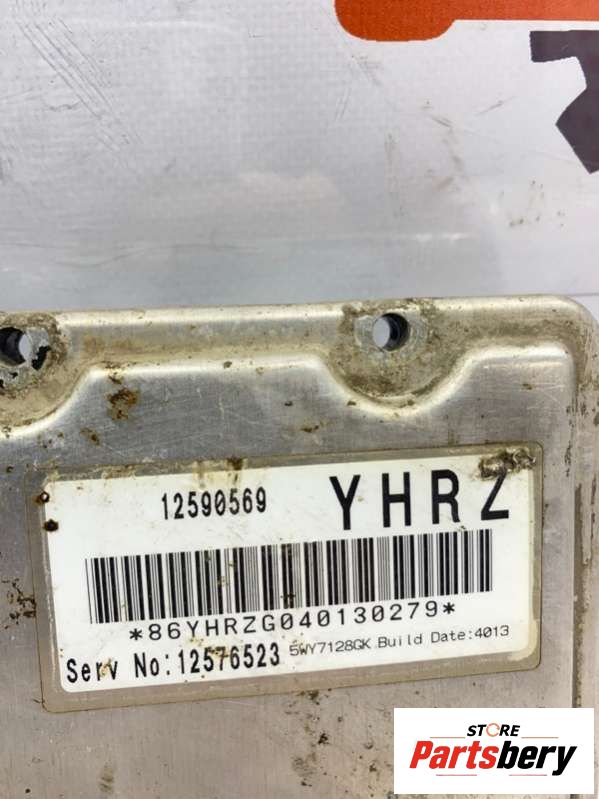 12590569
YHRZ
*86YHRZG040130279*
Serv No:12576523
5WY7128GK Build Date:4013
STORE
Partsbery